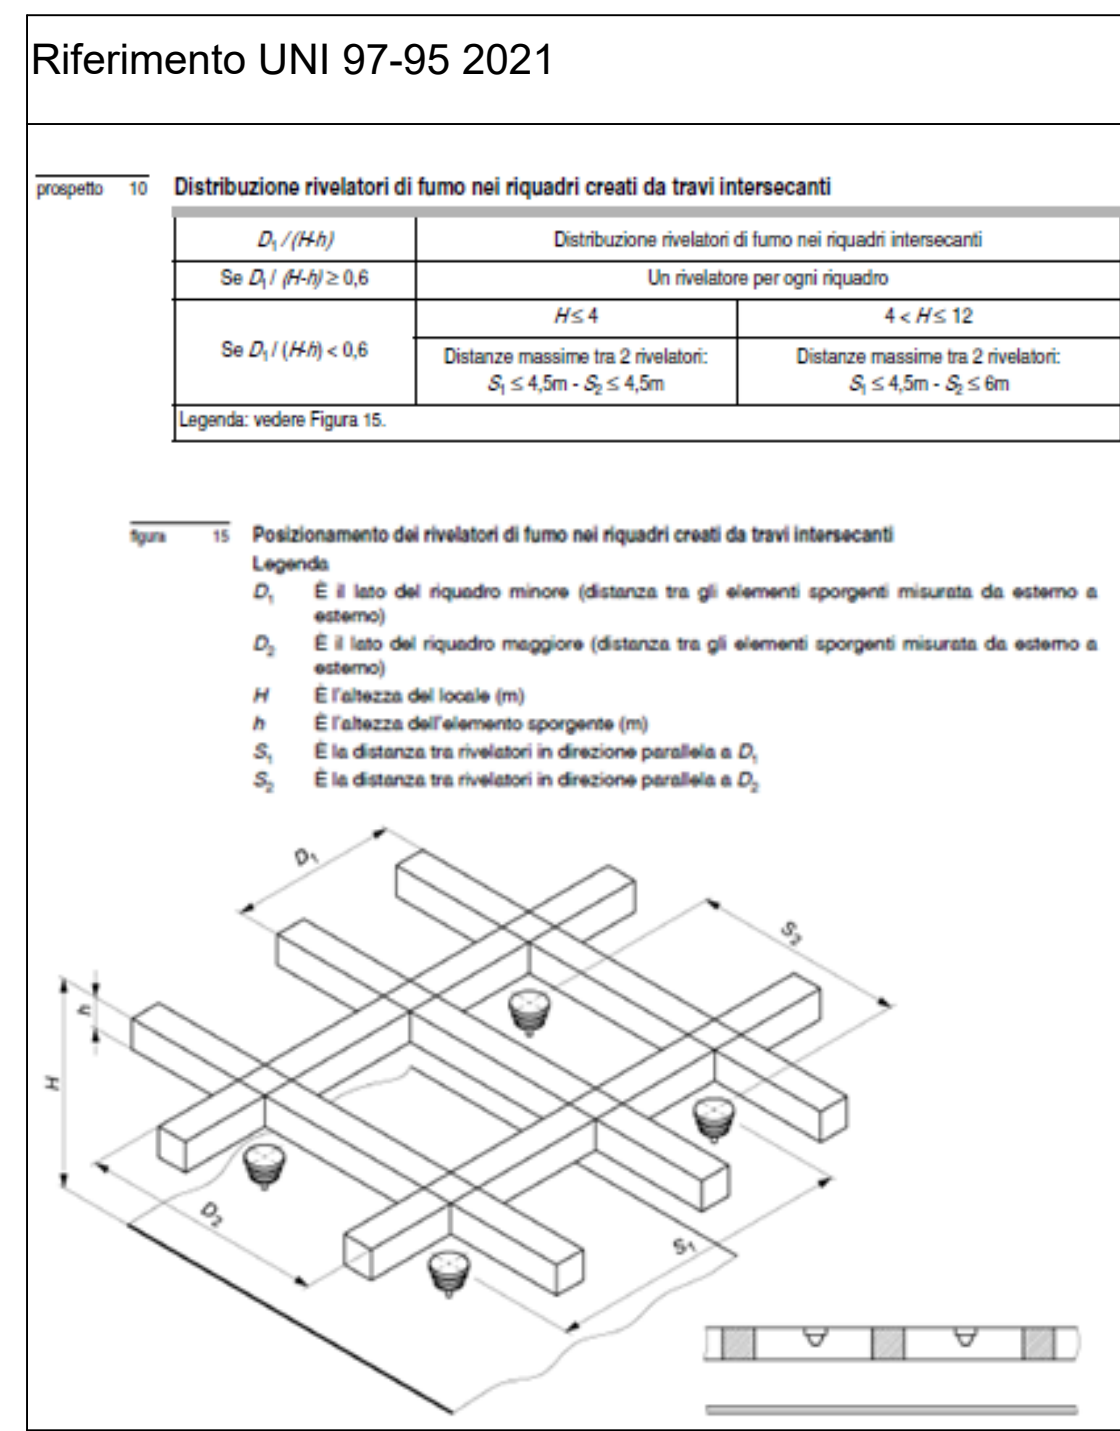 Riferimento UNI 97-95 2021
prospetto 10 Distribuzione rivelatori di fumo nei riquadri creati da travi intersecanti
D₁ / (H-h) Distribuzione rivelatori di fumo nei riquadri intersecanti
Se D₁ / (H-h) ≥ 0,6 Un rivelatore per ogni riquadro
Se D₁ / (H-h) < 0,6
H ≤ 4 4 < H ≤ 12
Distanze massime tra 2 rivelatori: Distanze massime tra 2 rivelatori:
S₁ ≤ 4,5m - S₂ ≤ 4,5m S₁ ≤ 4,5m - S₂ ≤ 6m
Legenda: vedere Figura 15.
figura 15 Posizionamento dei rivelatori di fumo nei riquadri creati da travi intersecanti
Legenda
D₁ È il lato del riquadro minore (distanza tra gli elementi sporgenti misurata da esterno a
esterno)
D₂ È il lato del riquadro maggiore (distanza tra gli elementi sporgenti misurata da esterno a
esterno)
H È l'altezza del locale (m)
h È l'altezza dell'elemento sporgente (m)
S₁ È la distanza tra rivelatori in direzione parallela a D₁
S₂ È la distanza tra rivelatori in direzione parallela a D₂
D₁
S₂
h
H
D₂
S₁